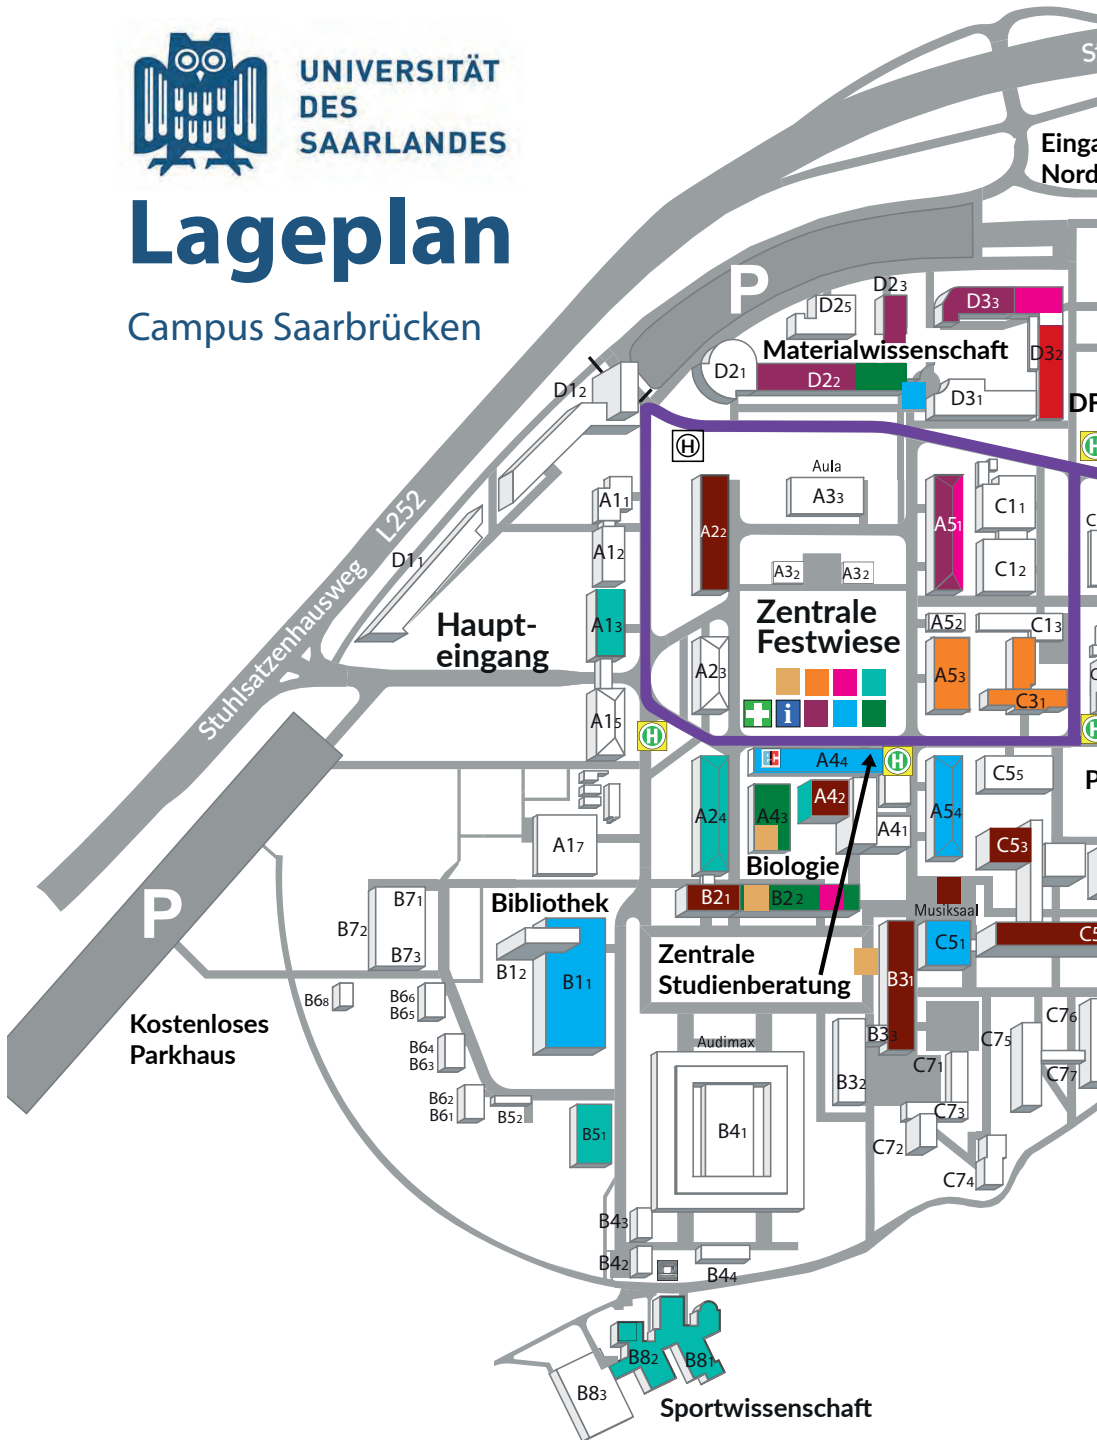 UNIVERSITÄT
DES
SAARLANDES
Lageplan
Campus Saarbrücken
Stuhlsatzenhausweg L252
P
Materialwissenschaft
D2₅
D2₃
D3₃
D3₂
D2₁
D2₂
D3₁
D1₂
D1₁
H
H
Aula
A3₃
A1₁
A2₂
A5₁
C1₁
A1₂
A3₂
A3₂
C1₂
Haupt-
eingang
A1₃
Zentrale
Festwiese
A5₂
C1₃
A2₃
A5₃
C3₁
A1₅
i
H
H
H
A4₄
C5₅
A2₄
A4₃
A4₂
A4₁
A5₄
A1₇
Biologie
C5₃
P
Bibliothek
B2₁
B2₂
Musiksaal
B7₁
B7₂
B7₃
B1₂
B1₁
Zentrale
Studienberatung
B3₁
C5₁
Kostenloses
Parkhaus
B6₈
B6₆
B6₅
B6₄
B6₃
B6₂
B6₁
B5₂
B5₁
Audimax
B4₁
B3₃
B3₂
C7₁
C7₅
C7₆
C7₇
C7₃
C7₂
C7₄
B4₃
B4₂
B4₄
B8₂
B8₁
B8₃
Sportwissenschaft